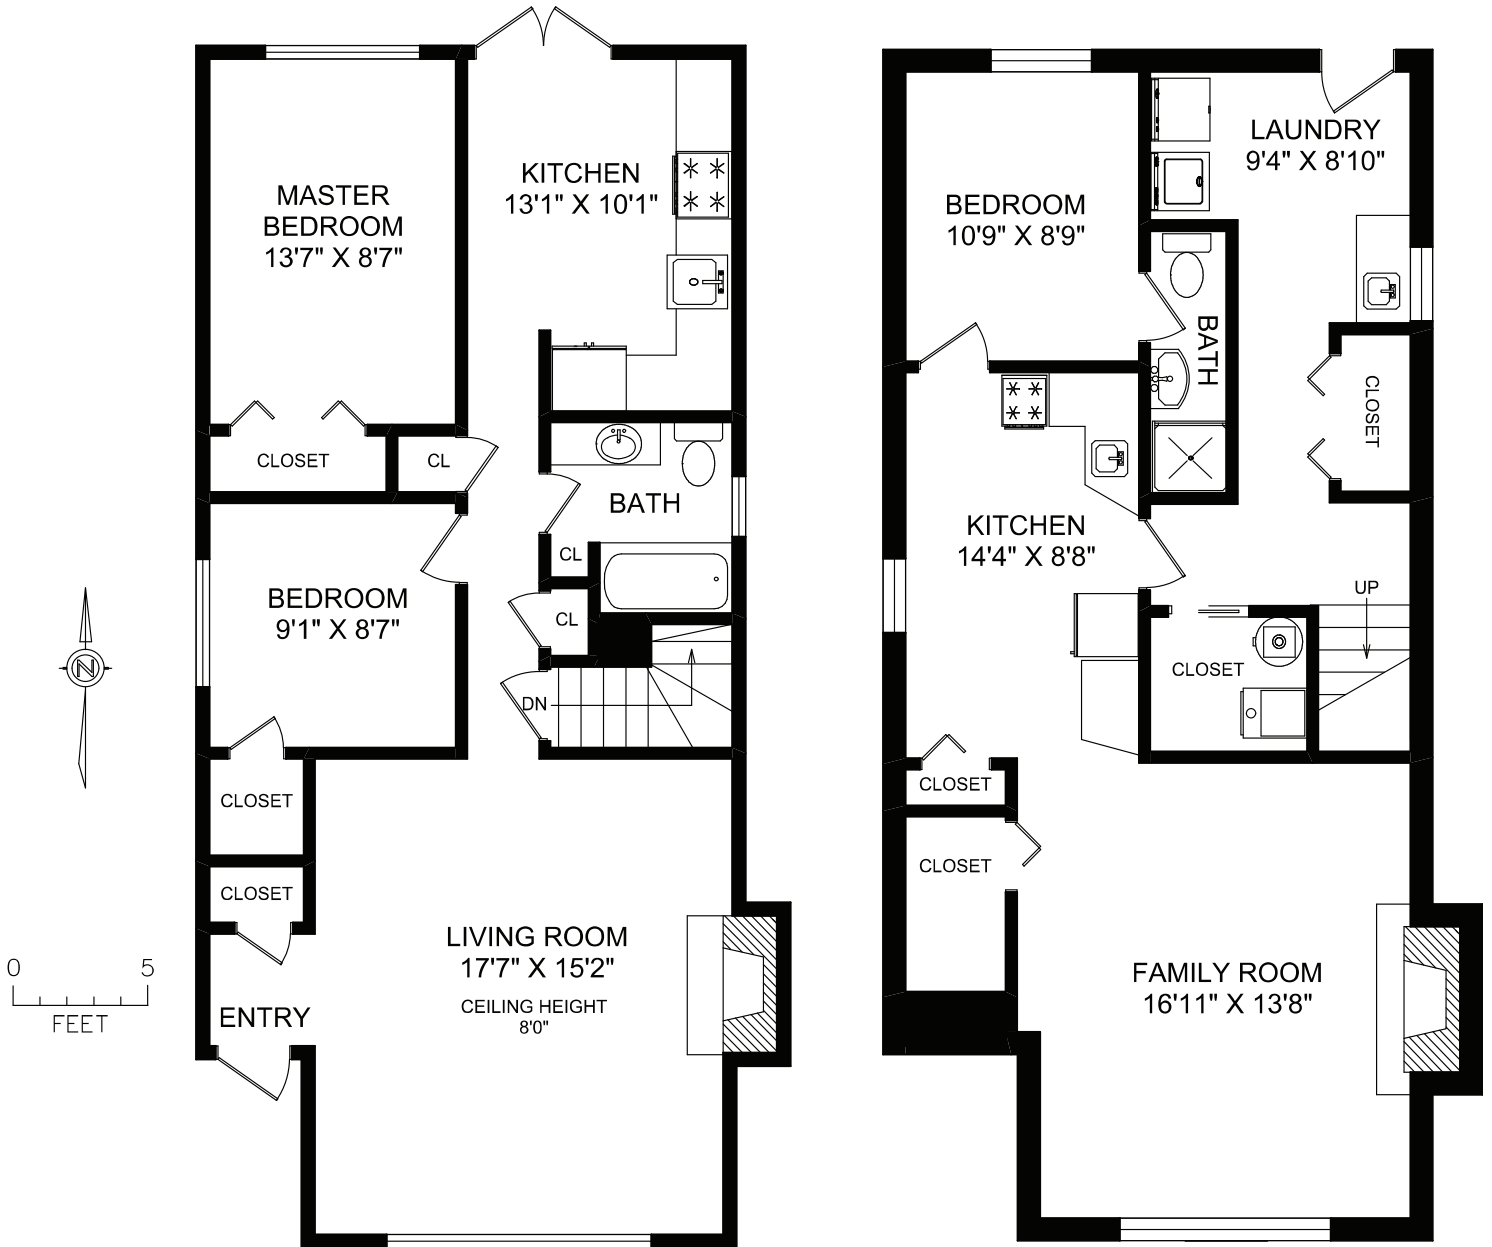 MASTER
BEDROOM
13'7" X 8'7"
KITCHEN
13'1" X 10'1"
CLOSET
CL
BATH
CL
CL
BEDROOM
9'1" X 8'7"
DN
CLOSET
CLOSET
ENTRY
LIVING ROOM
17'7" X 15'2"
CEILING HEIGHT
8'0"
N
0 5
FEET
BEDROOM
10'9" X 8'9"
LAUNDRY
9'4" X 8'10"
BATH
CLOSET
KITCHEN
14'4" X 8'8"
UP
CLOSET
CLOSET
CLOSET
FAMILY ROOM
16'11" X 13'8"